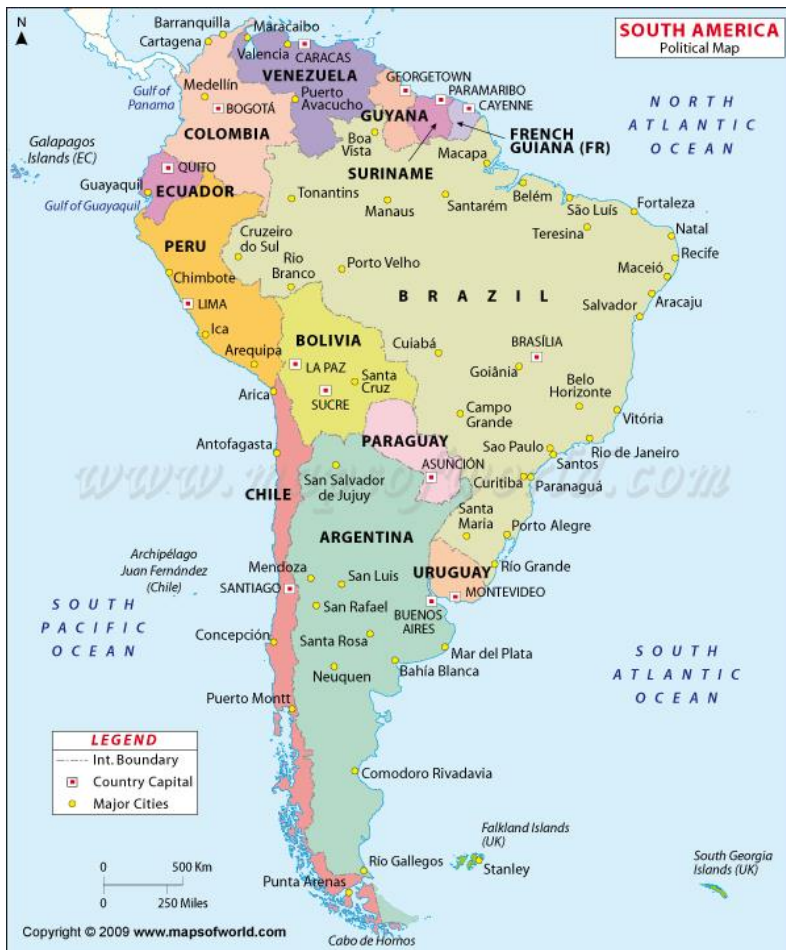 N
SOUTH AMERICA
Political Map
Barranquilla
Maracaibo
Cartagena
Valencia
CARACAS
VENEZUELA
GEORGETOWN
PARAMARIBO
CAYENNE
Medellín
Gulf of
Panama
BOGOTÁ
Puerto
Avacucho
GUYANA
COLOMBIA
Boa
Vista
FRENCH
GUIANA (FR)
NORTH
ATLANTIC
OCEAN
Galapagos
Islands (EC)
QUITO
SURINAME
Macapa
Guayaquil
ECUADOR
Gulf of Guayaquil
Tonantins
Manaus
Santarém
Belém
São Luís
Fortaleza
Teresina
Natal
PERU
Cruzeiro
do Sul
Rio
Branco
Porto Velho
Recife
Maceió
Chimbote
BRAZIL
Aracaju
LIMA
Salvador
Ica
BOLIVIA
Cuiabá
BRASÍLIA
Arequipa
LA PAZ
Goiânia
Santa
Cruz
Belo
Horizonte
Arica
SUCRE
Campo
Grande
Vitória
PARAGUAY
Sao Paulo
Rio de Janeiro
Antofagasta
ASUNCIÓN
Santos
San Salvador
de Jujuy
Curitiba
Paranaguá
www.mapsofworld.com
CHILE
Santa
Maria
Porto Alegre
ARGENTINA
Archipélago
Juan Fernández
(Chile)
Mendoza
San Luis
URUGUAY
Río Grande
SANTIAGO
MONTEVIDEO
San Rafael
BUENOS
AIRES
SOUTH
PACIFIC
OCEAN
Concepción
Santa Rosa
Mar del Plata
SOUTH
ATLANTIC
OCEAN
Neuquen
Bahía Blanca
Puerto Montt
LEGEND
Int. Boundary
Country Capital
Major Cities
Comodoro Rivadavia
Falkland Islands
(UK)
Stanley
Río Gallegos
South Georgia
Islands (UK)
0 500 Km
0 250 Miles
Punta Arenas
Copyright © 2009 www.mapsofworld.com
Cabo de Hornos